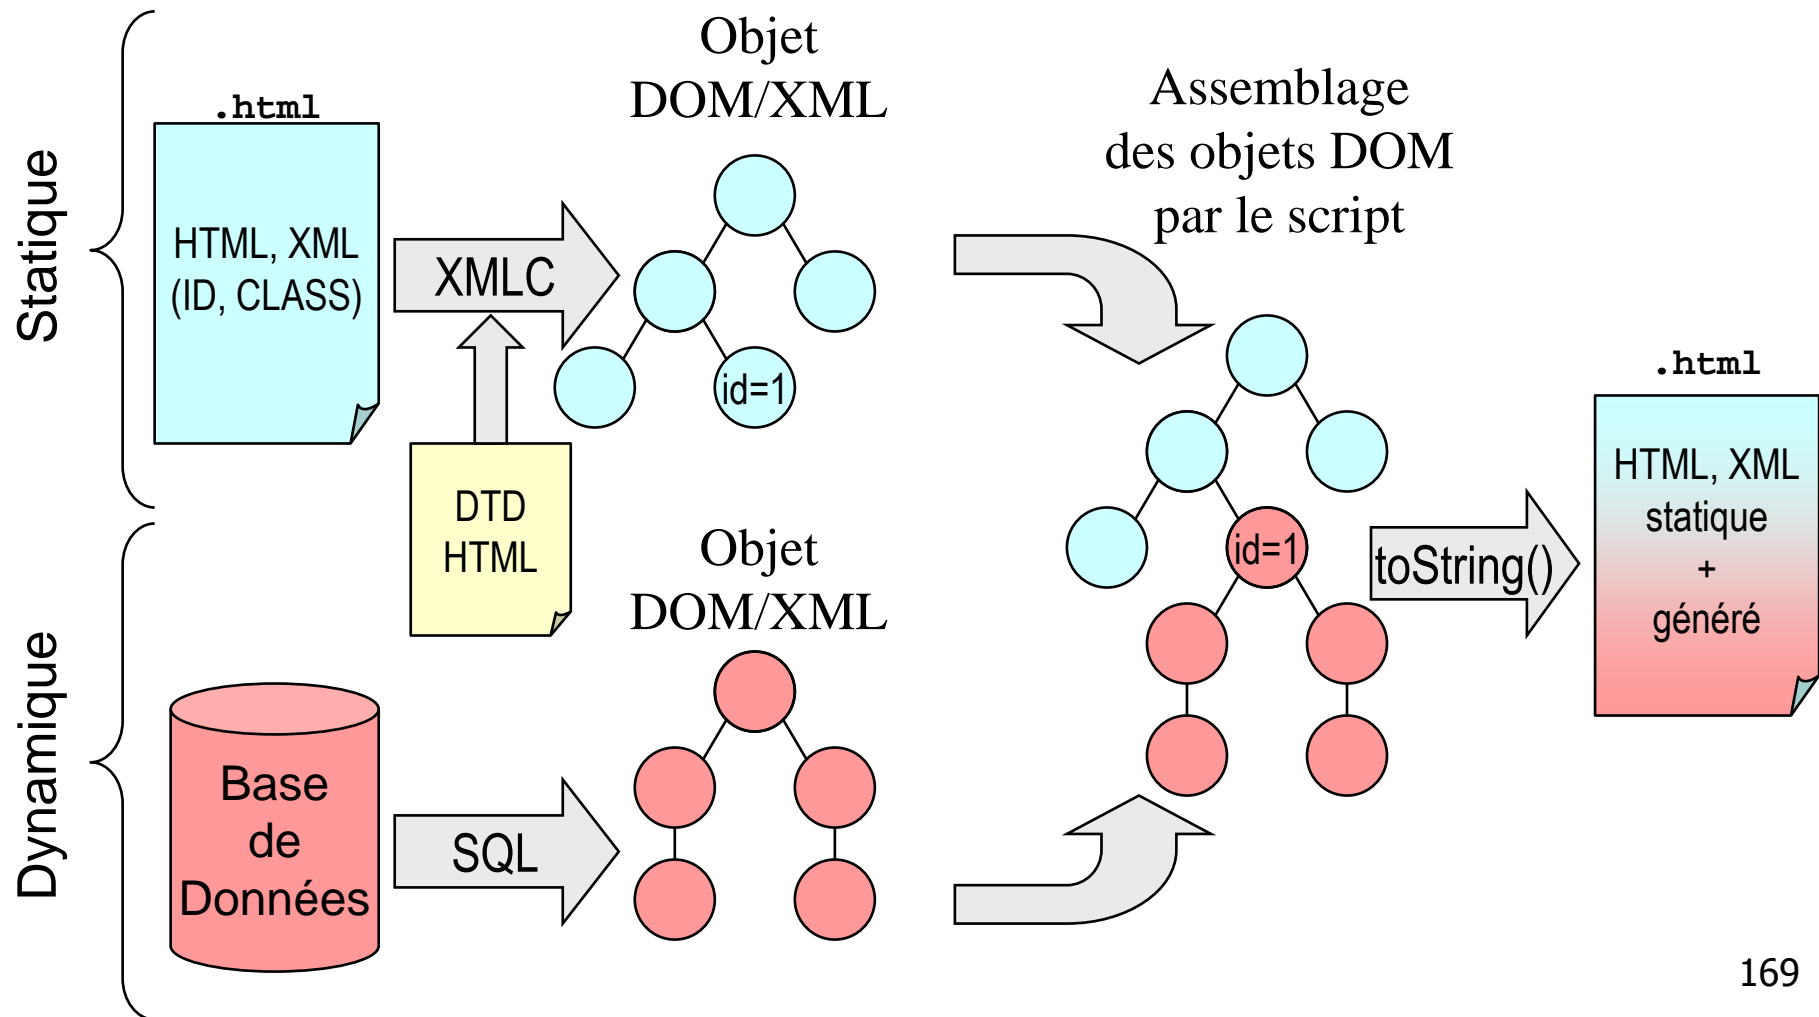 Statique
.html
HTML, XML
(ID, CLASS)
XMLC
DTD
HTML
Objet
DOM/XML
id=1
Dynamique
Base
de
Données
SQL
Objet
DOM/XML
Assemblage
des objets DOM
par le script
id=1
toString()
.html
HTML, XML
statique
+
généré
169